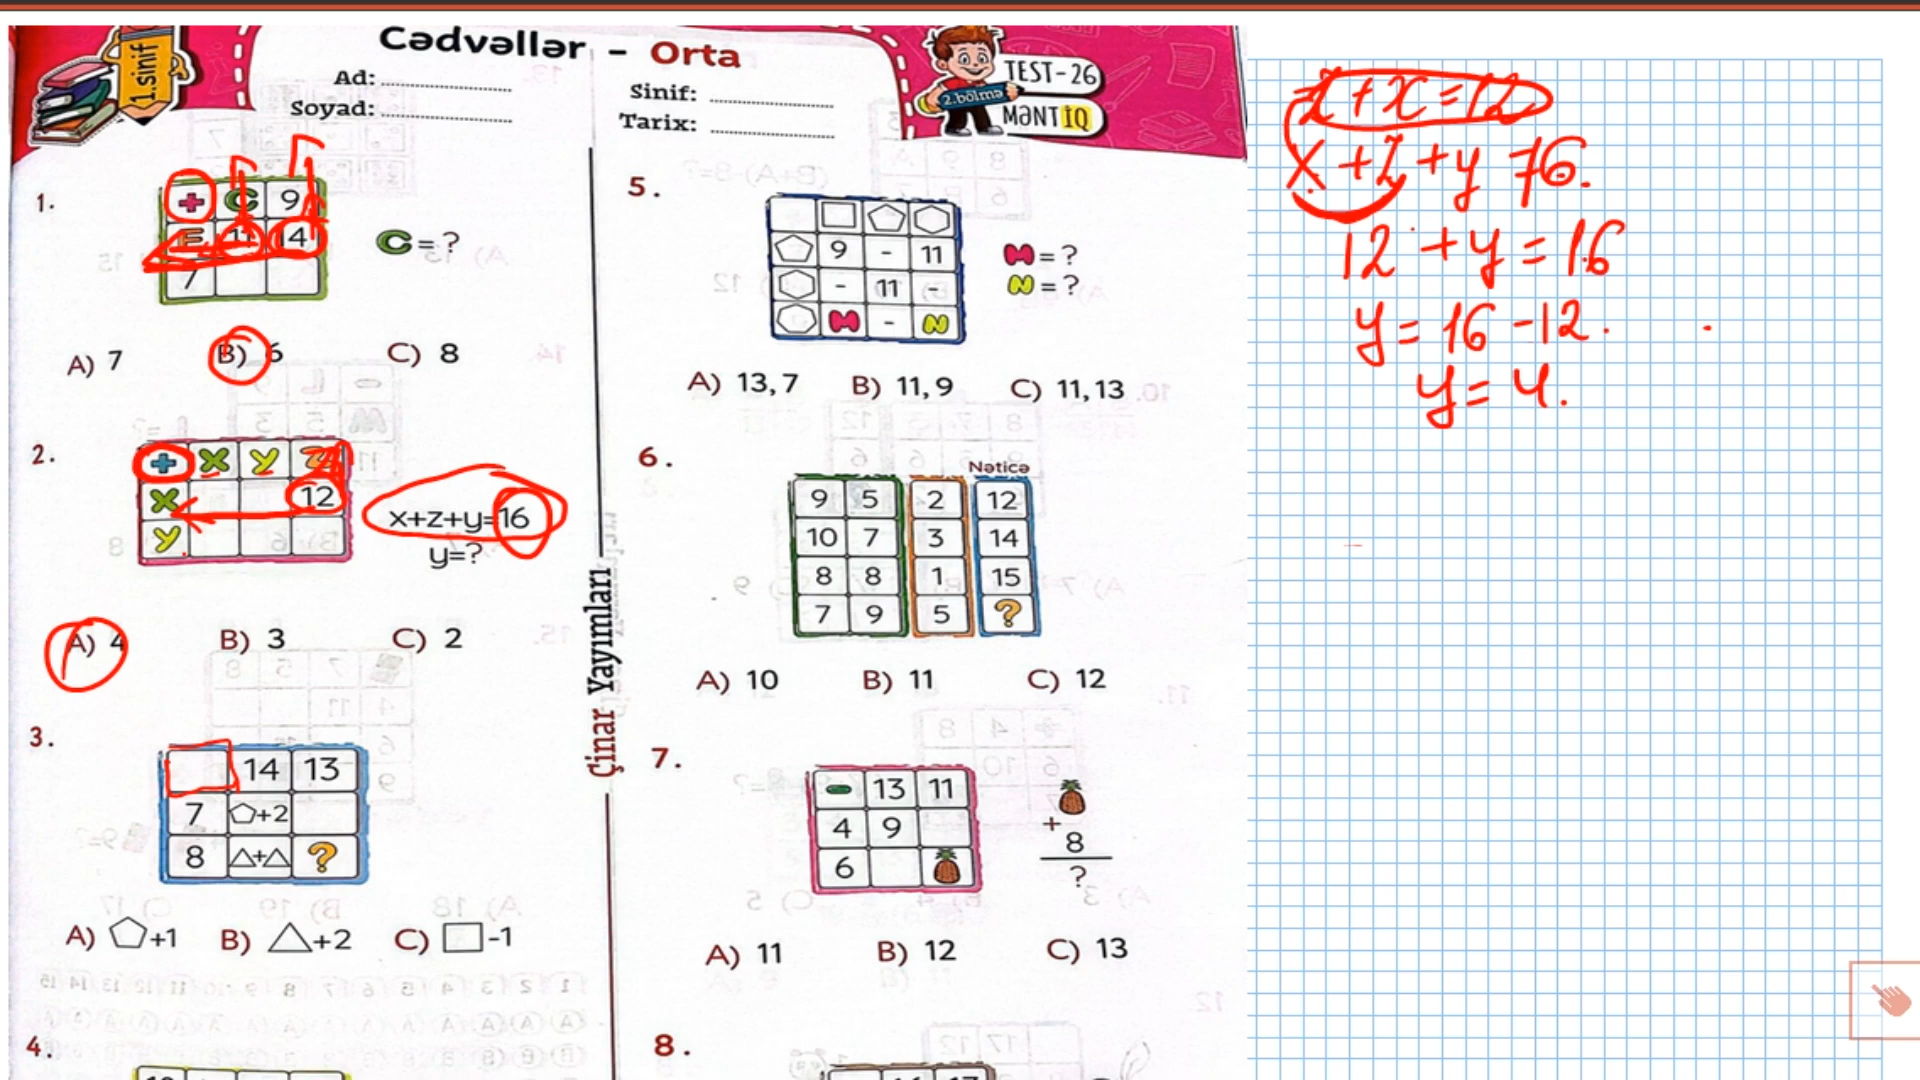 1.sinif
Cədvəllər - Orta
Ad:
Soyad:
Sinif:
Tarix:
TEST-26
2.bölmə
MƏNTİQ
1.
+ C 9
E 11 14
7
C = ?
A) 7 B) 6 C) 8
2.
+ X Y Z
X 12
Y
x+z+y=16
y=?
A) 4 B) 3 C) 2
3.
14 13
7 +2
8 + ?
A) +1 B) +2 C) -1
4.
Çinar Yayımları
5.
9 - 11
- 11 -
M - N
M = ?
N = ?
A) 13,7 B) 11,9 C) 11,13
6.
Nəticə
9 5 2 12
10 7 3 14
8 8 1 15
7 9 5 ?
A) 10 B) 11 C) 12
7.
- 13 11
4 9
6
+
8
?
A) 11 B) 12 C) 13
8.
+ x = 12
x + z + y 76.
12 + y = 16
y = 16 - 12.
y = 4.